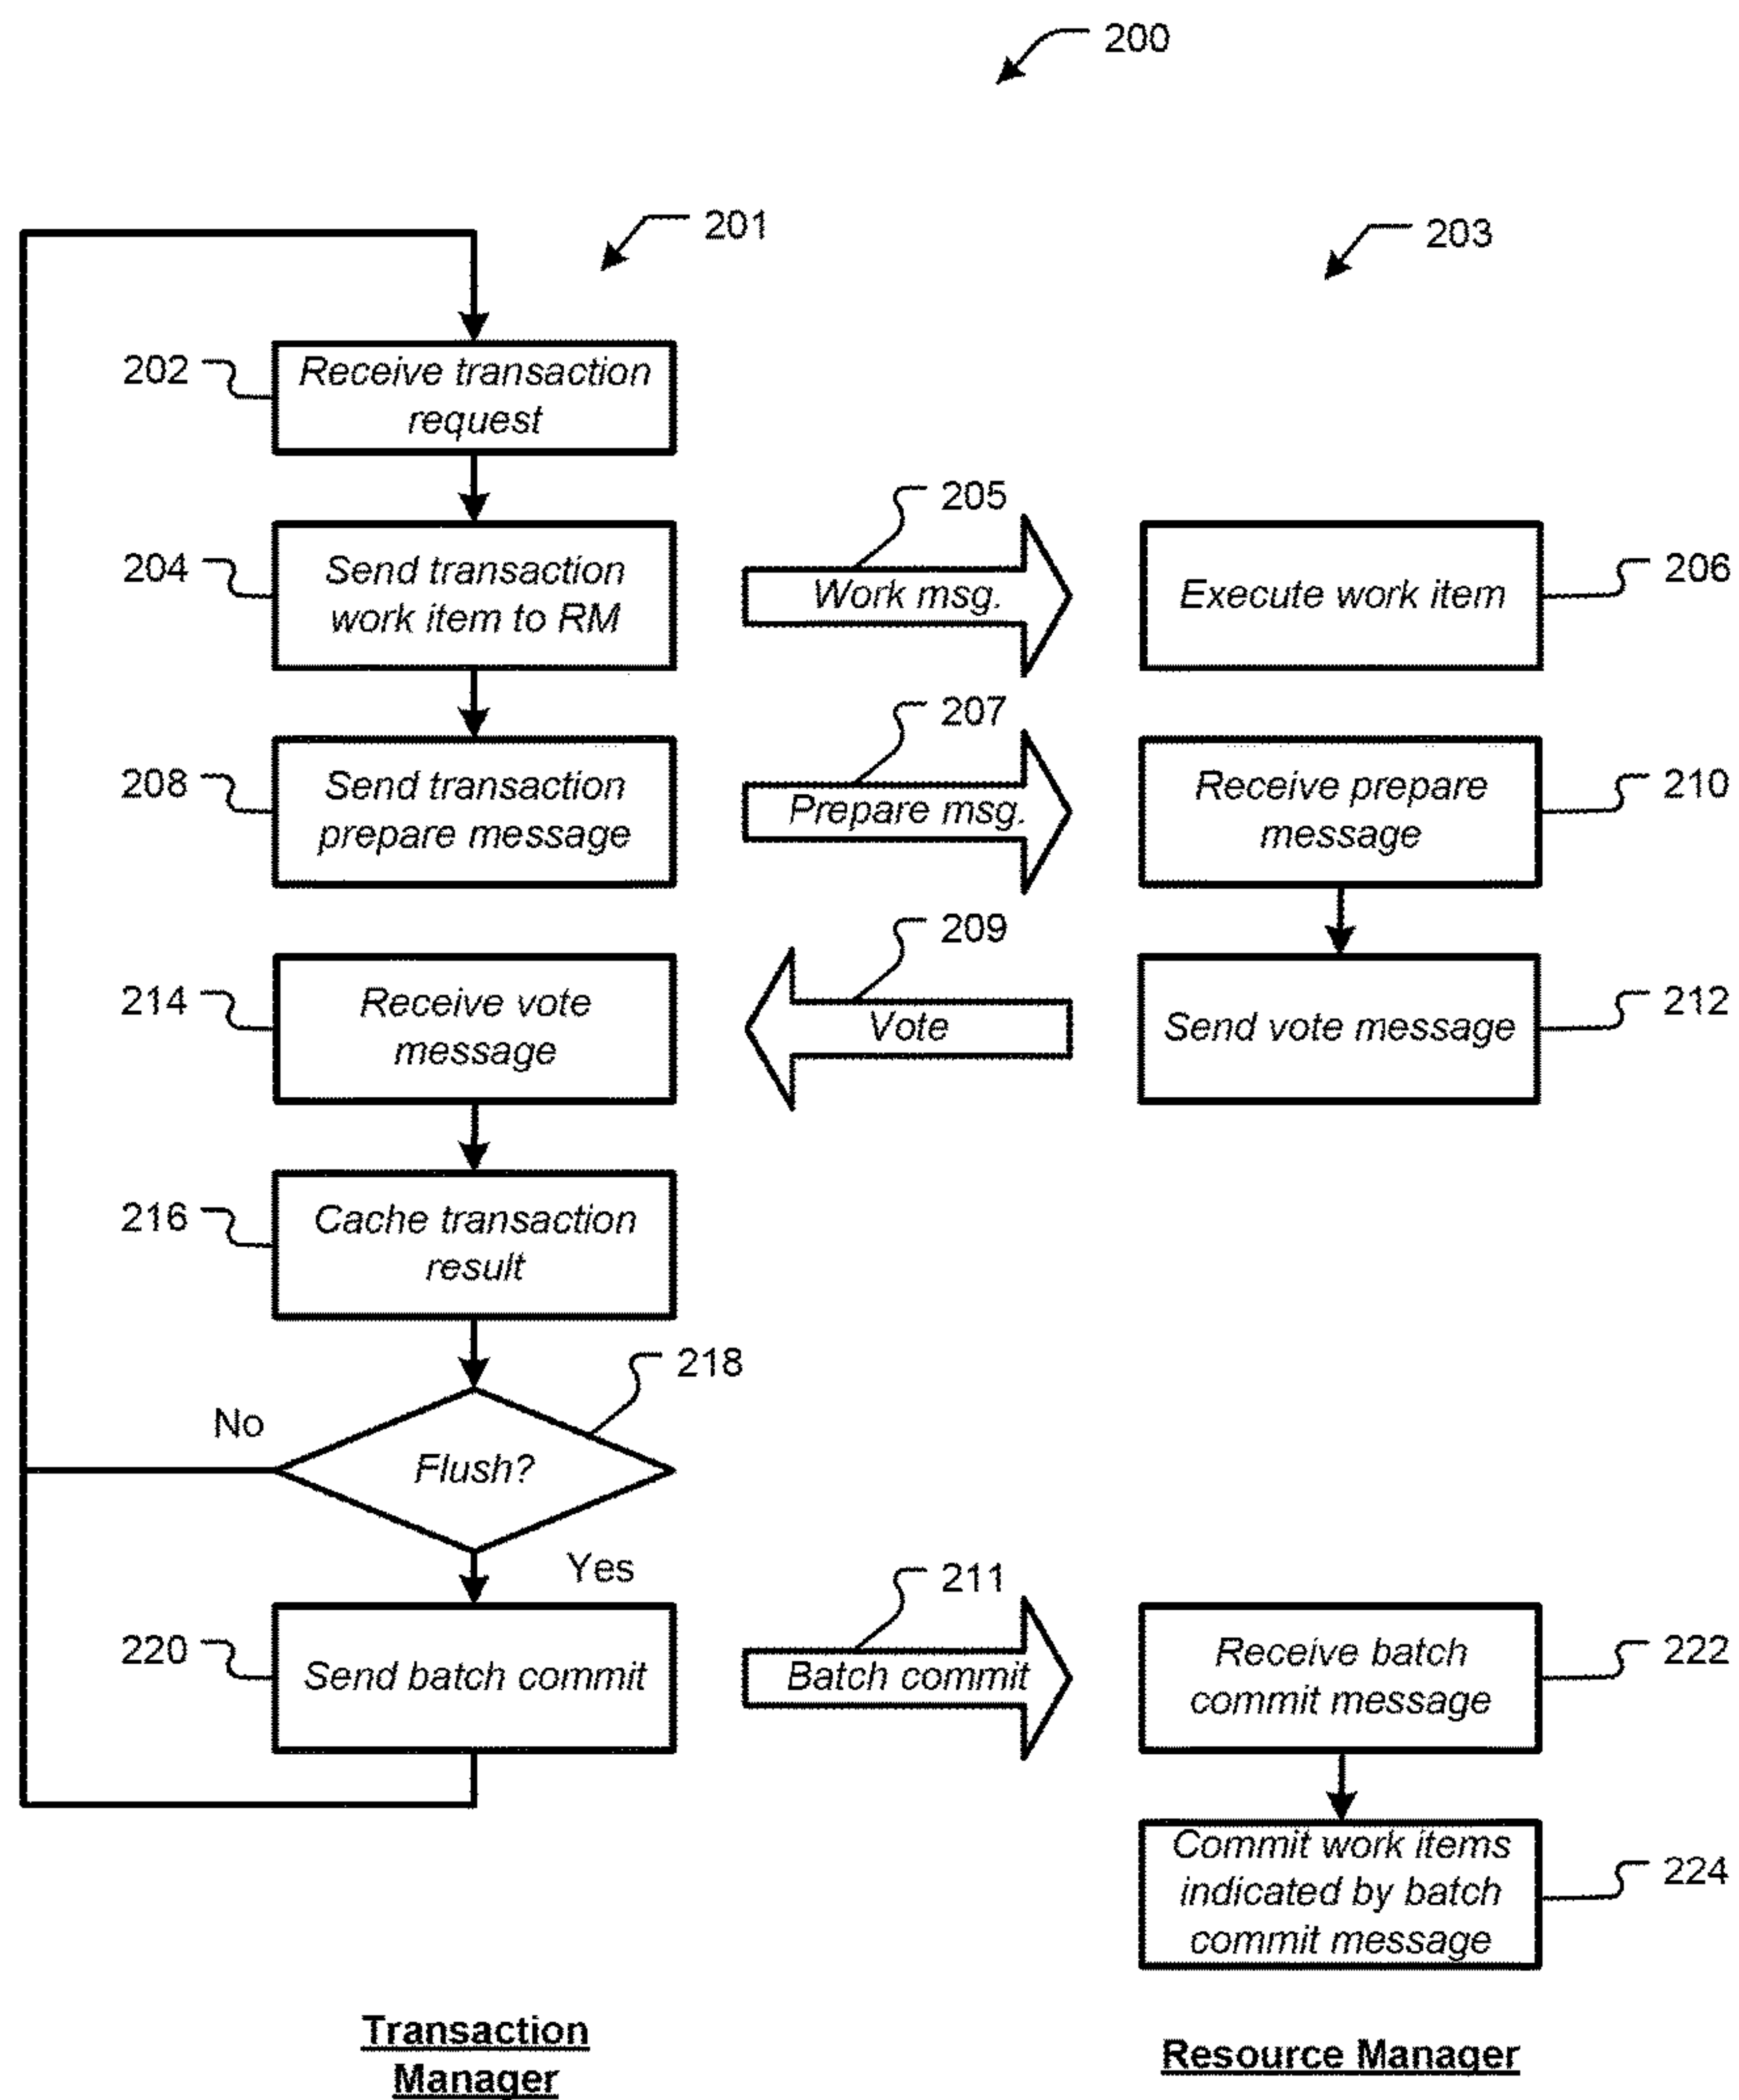 200
201
203
202
Receive transaction
request
205
204
Send transaction
work item to RM
Work msg.
Execute work item
206
207
208
Send transaction
prepare message
Prepare msg.
Receive prepare
message
210
209
214
Receive vote
message
Vote
Send vote message
212
216
Cache transaction
result
218
No
Flush?
Yes
211
220
Send batch commit
Batch commit
Receive batch
commit message
222
Commit work items
indicated by batch
commit message
224
Transaction
Manager
Resource Manager